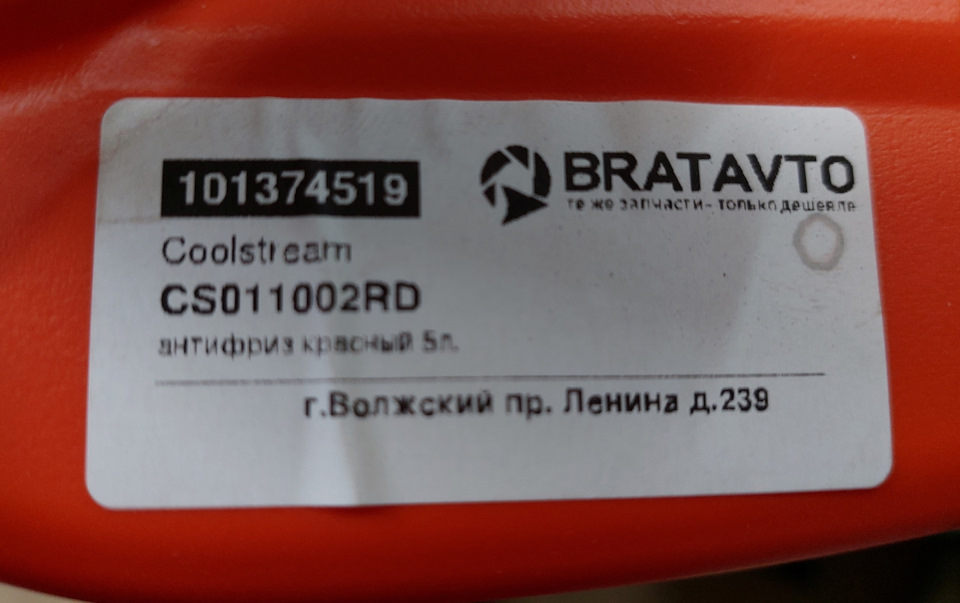 101374519
BRATAVTO
те же запчасти - только дешевле
Coolstream
CS011002RD
антифриз красный 5л.
г.Волжский пр. Ленина д.239